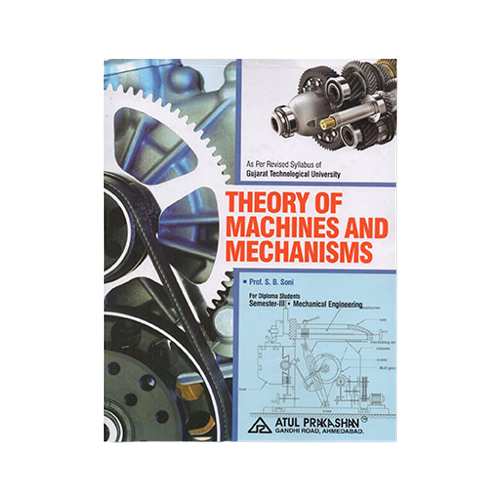 As Per Revised Syllabus of
Gujarat Technological University
THEORY OF
MACHINES AND
MECHANISMS
Prof. S. B. Soni
For Diploma Students
Semester-III • Mechanical Engineering
ATUL PRAKASHAN
GANDHI ROAD, AHMEDABAD.